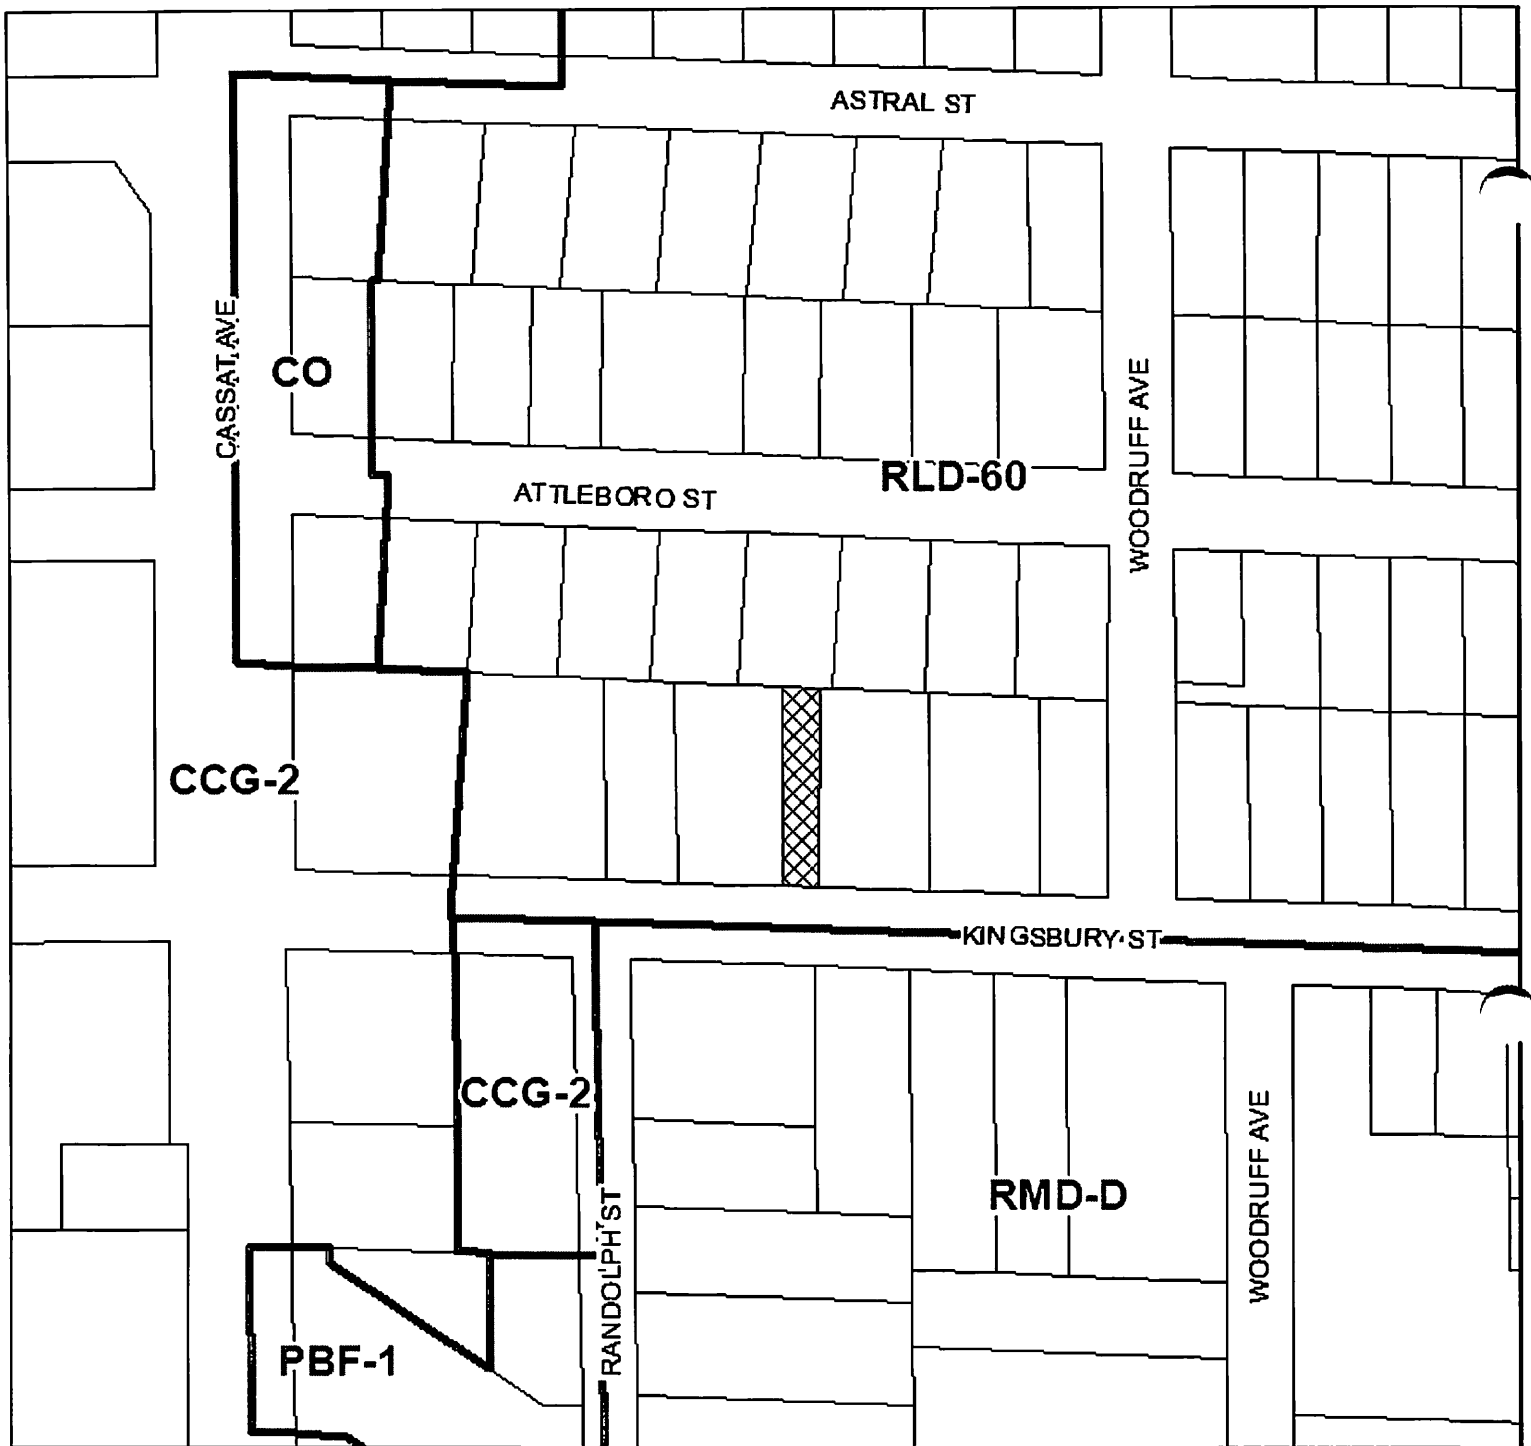 ASTRAL ST
CASSAT AVE
CO
WOODRUFF AVE
RLD-60
ATTLEBORO ST
CCG-2
KINGSBURY ST
CCG-2
WOODRUFF AVE
RMD-D
RANDOLPH ST
PBF-1